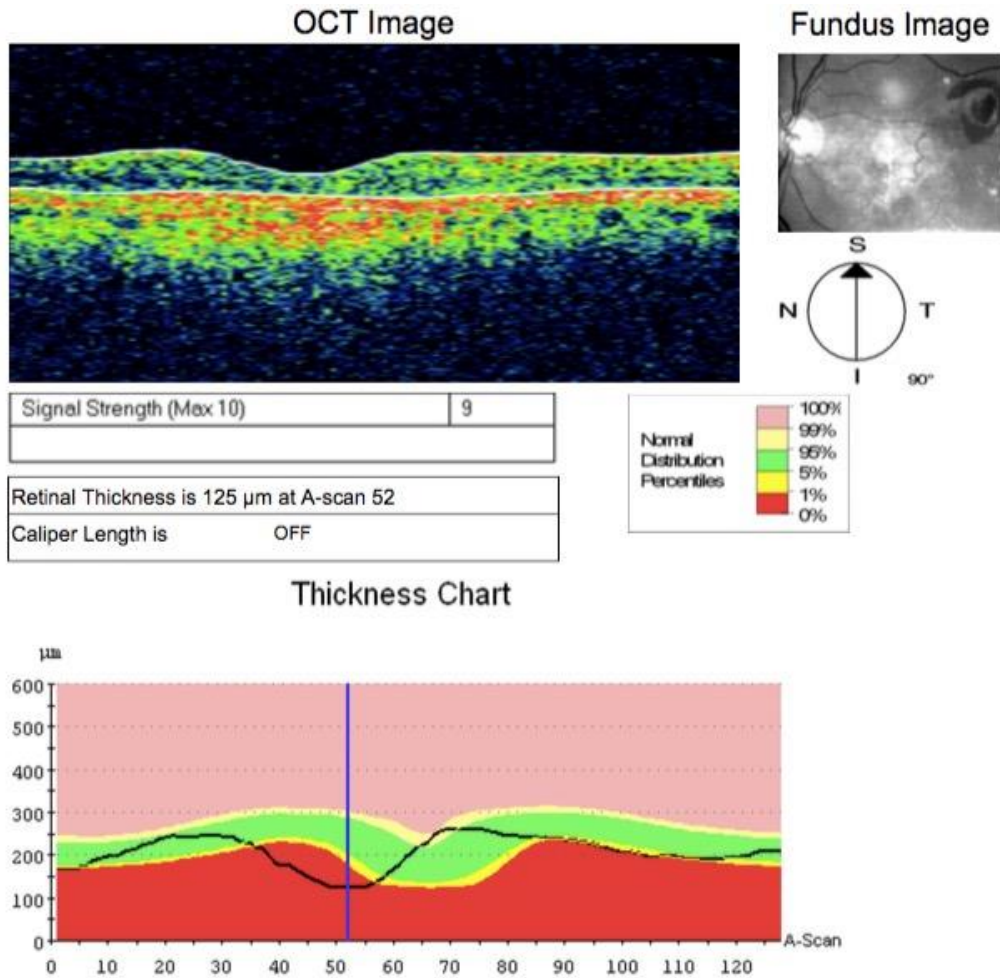 OCT Image
Fundus Image
S
N T
I 90°
Signal Strength (Max 10) 9
Retinal Thickness is 125 µm at A-scan 52
Caliper Length is OFF
Normal
Distribution
Percentiles
100%
99%
95%
5%
1%
0%
Thickness Chart
µm
600
500
400
300
200
100
0
0 10 20 30 40 50 60 70 80 90 100 110 120
A-Scan